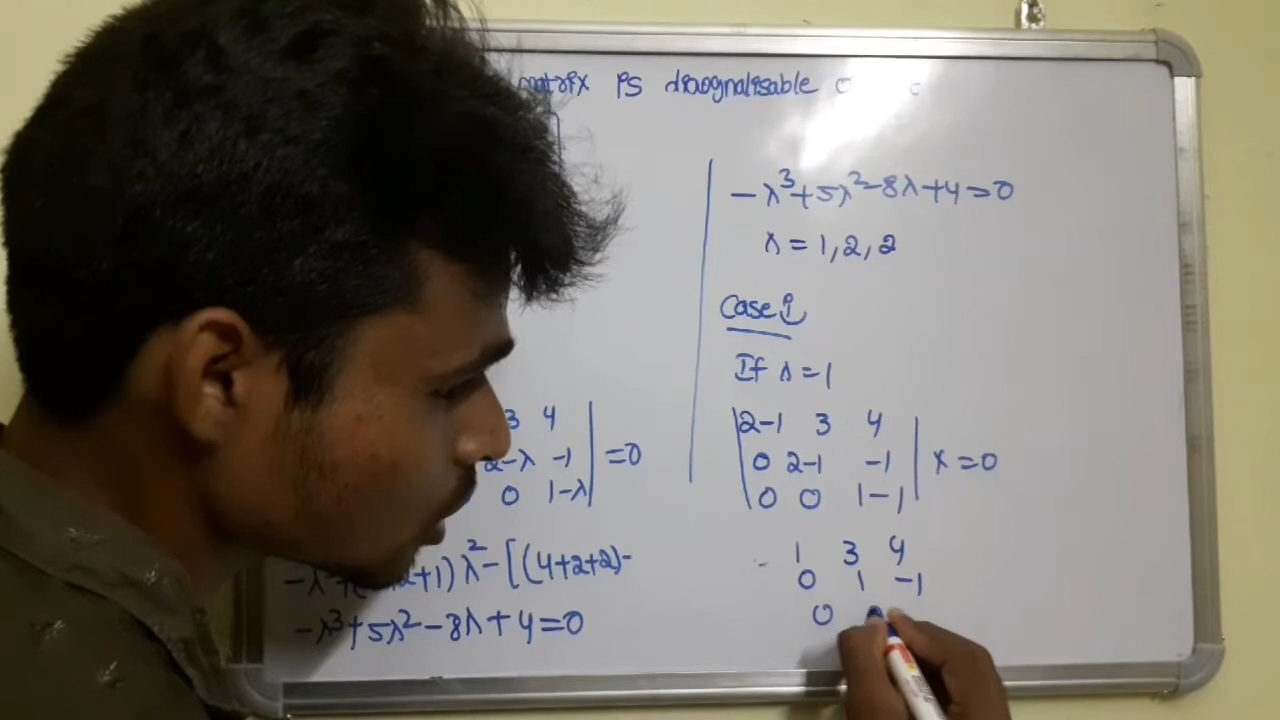 matrix is diaognalisable
3 4
2-λ -1 =0
0 1-λ
+1)λ² - [(4+2+2)-
-λ³+5λ²-8λ+4=0
-λ³+5λ²-8λ+4=0
λ=1,2,2
Case i
If λ=1
|2-1 3 4|
|0 2-1 -1| x=0
|0 0 1-1|
1 3 4
0 1 -1
0